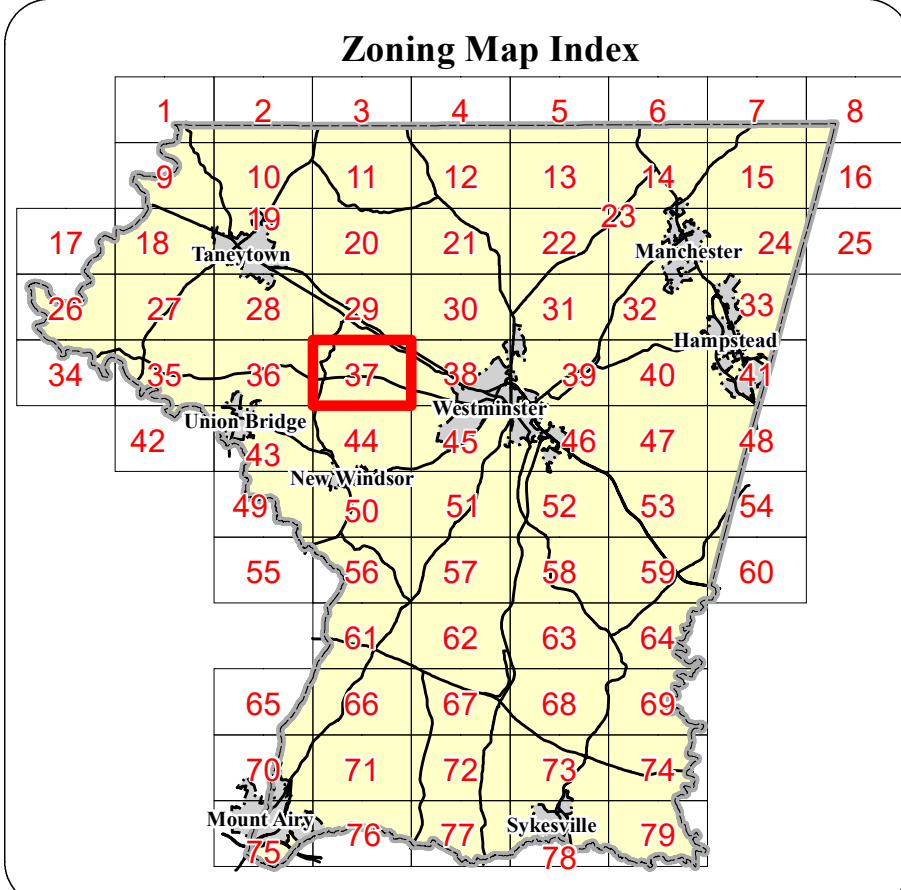 Zoning Map Index
1 2 3 4 5 6 7 8
9 10 11 12 13 14 15 16
17 18 19 20 21 22 23 24 25
Taneytown
Manchester
26 27 28 29 30 31 32 33
Hampstead
34 35 36 37 38 39 40 41
Westminster
Union Bridge
42 43 44 45 46 47 48
New Windsor
49 50 51 52 53 54
55 56 57 58 59 60
61 62 63 64
65 66 67 68 69
70 71 72 73 74
Mount Airy
Sykesville
75 76 77 78 79